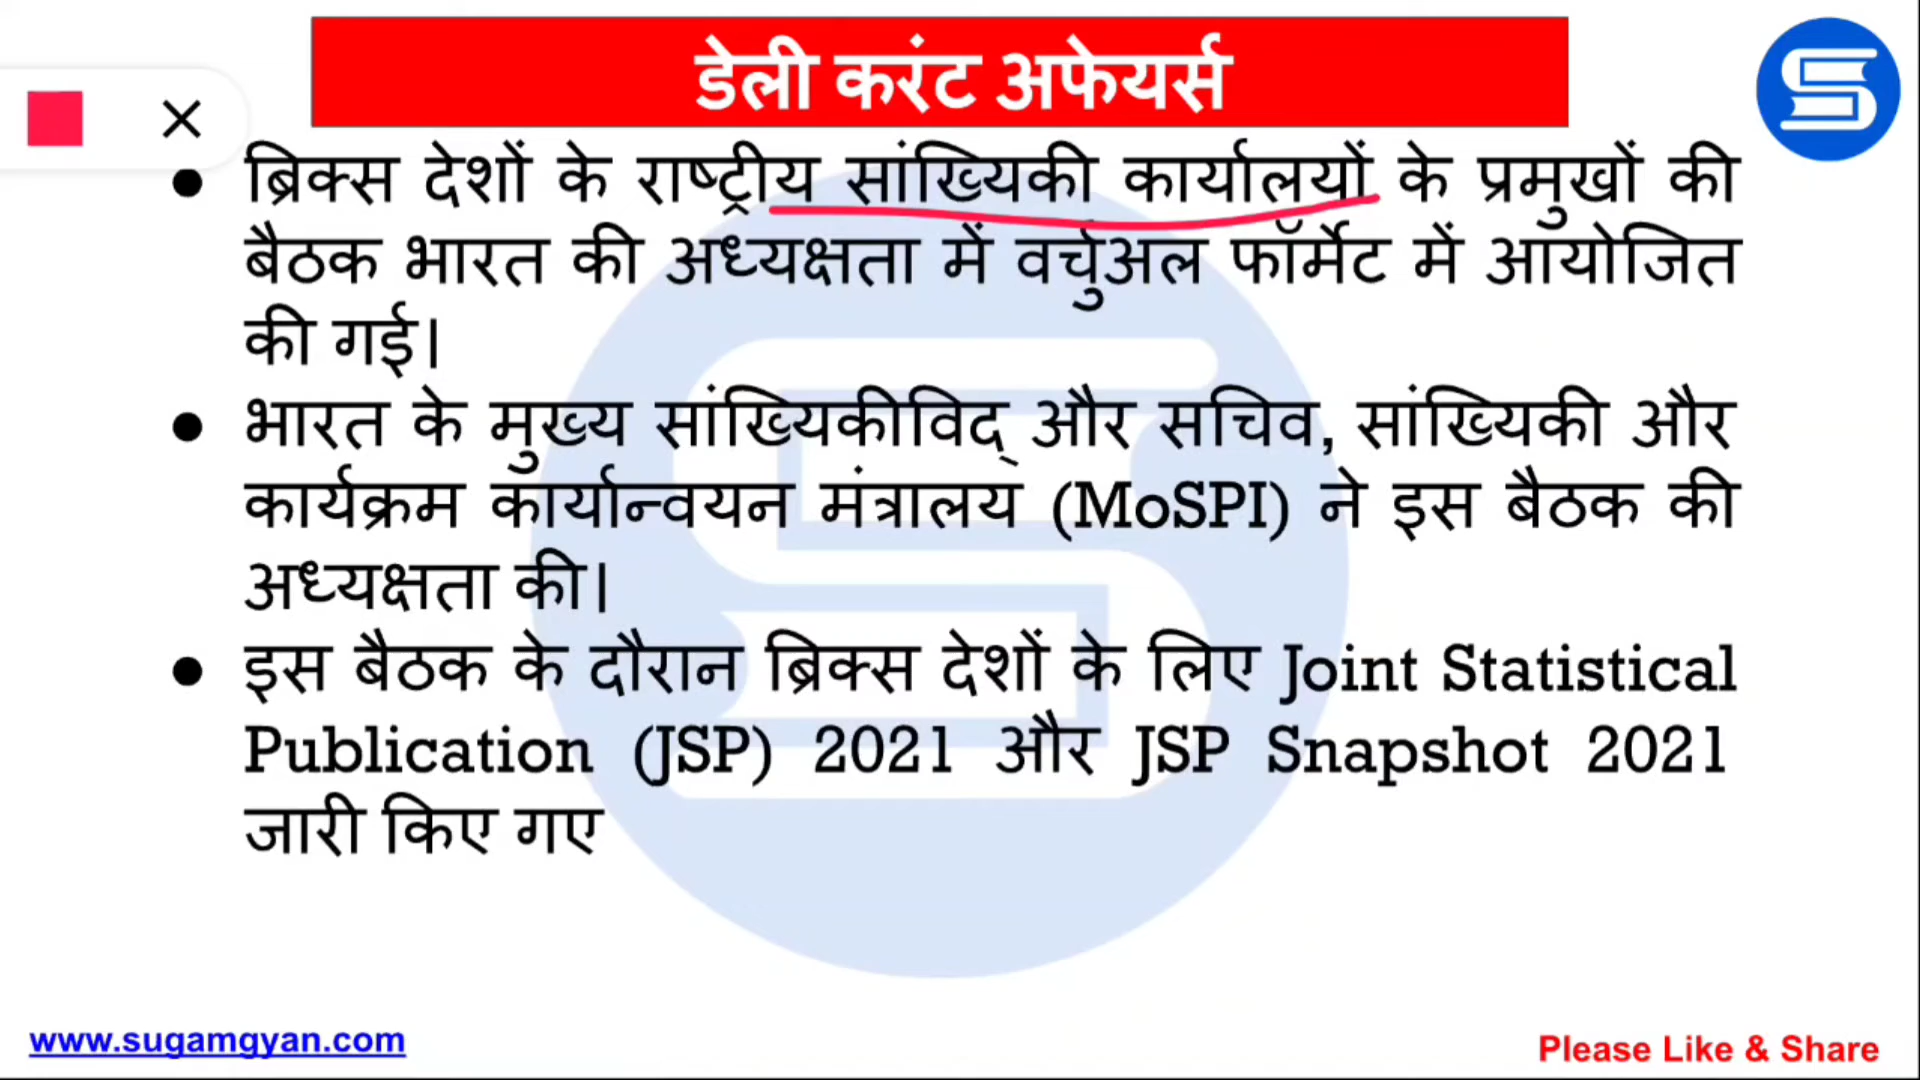 डेली करंट अफेयर्स
● ब्रिक्स देशों के राष्ट्रीय सांख्यिकी कार्यालयों के प्रमुखों की
बैठक भारत की अध्यक्षता में वर्चुअल फॉर्मेट में आयोजित
की गई।
● भारत के मुख्य सांख्यिकीविद् और सचिव, सांख्यिकी और
कार्यक्रम कार्यान्वयन मंत्रालय (MoSPI) ने इस बैठक की
अध्यक्षता की।
● इस बैठक के दौरान ब्रिक्स देशों के लिए Joint Statistical
Publication (JSP) 2021 और JSP Snapshot 2021
जारी किए गए
www.sugamgyan.com
Please Like & Share